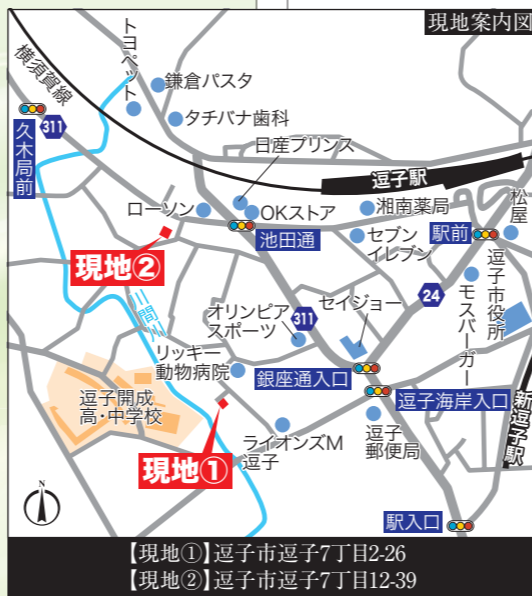 現地案内図
トヨペット
鎌倉パスタ
タチバナ歯科
横須賀線
311
久木局前
日産プリンス
逗子駅
松屋
ローソン
OKストア
湘南薬局
池田通
セブン
イレブン
駅前
現地②
逗子市役所
24
モスバーガー
川間川
オリンピア
スポーツ
311
セイジョー
リッキー
動物病院
銀座通入口
逗子開成
高・中学校
逗子海岸入口
新逗子駅
現地①
ライオンズM
逗子
逗子
郵便局
N
駅入口
【現地①】逗子市逗子7丁目2-26
【現地②】逗子市逗子7丁目12-39